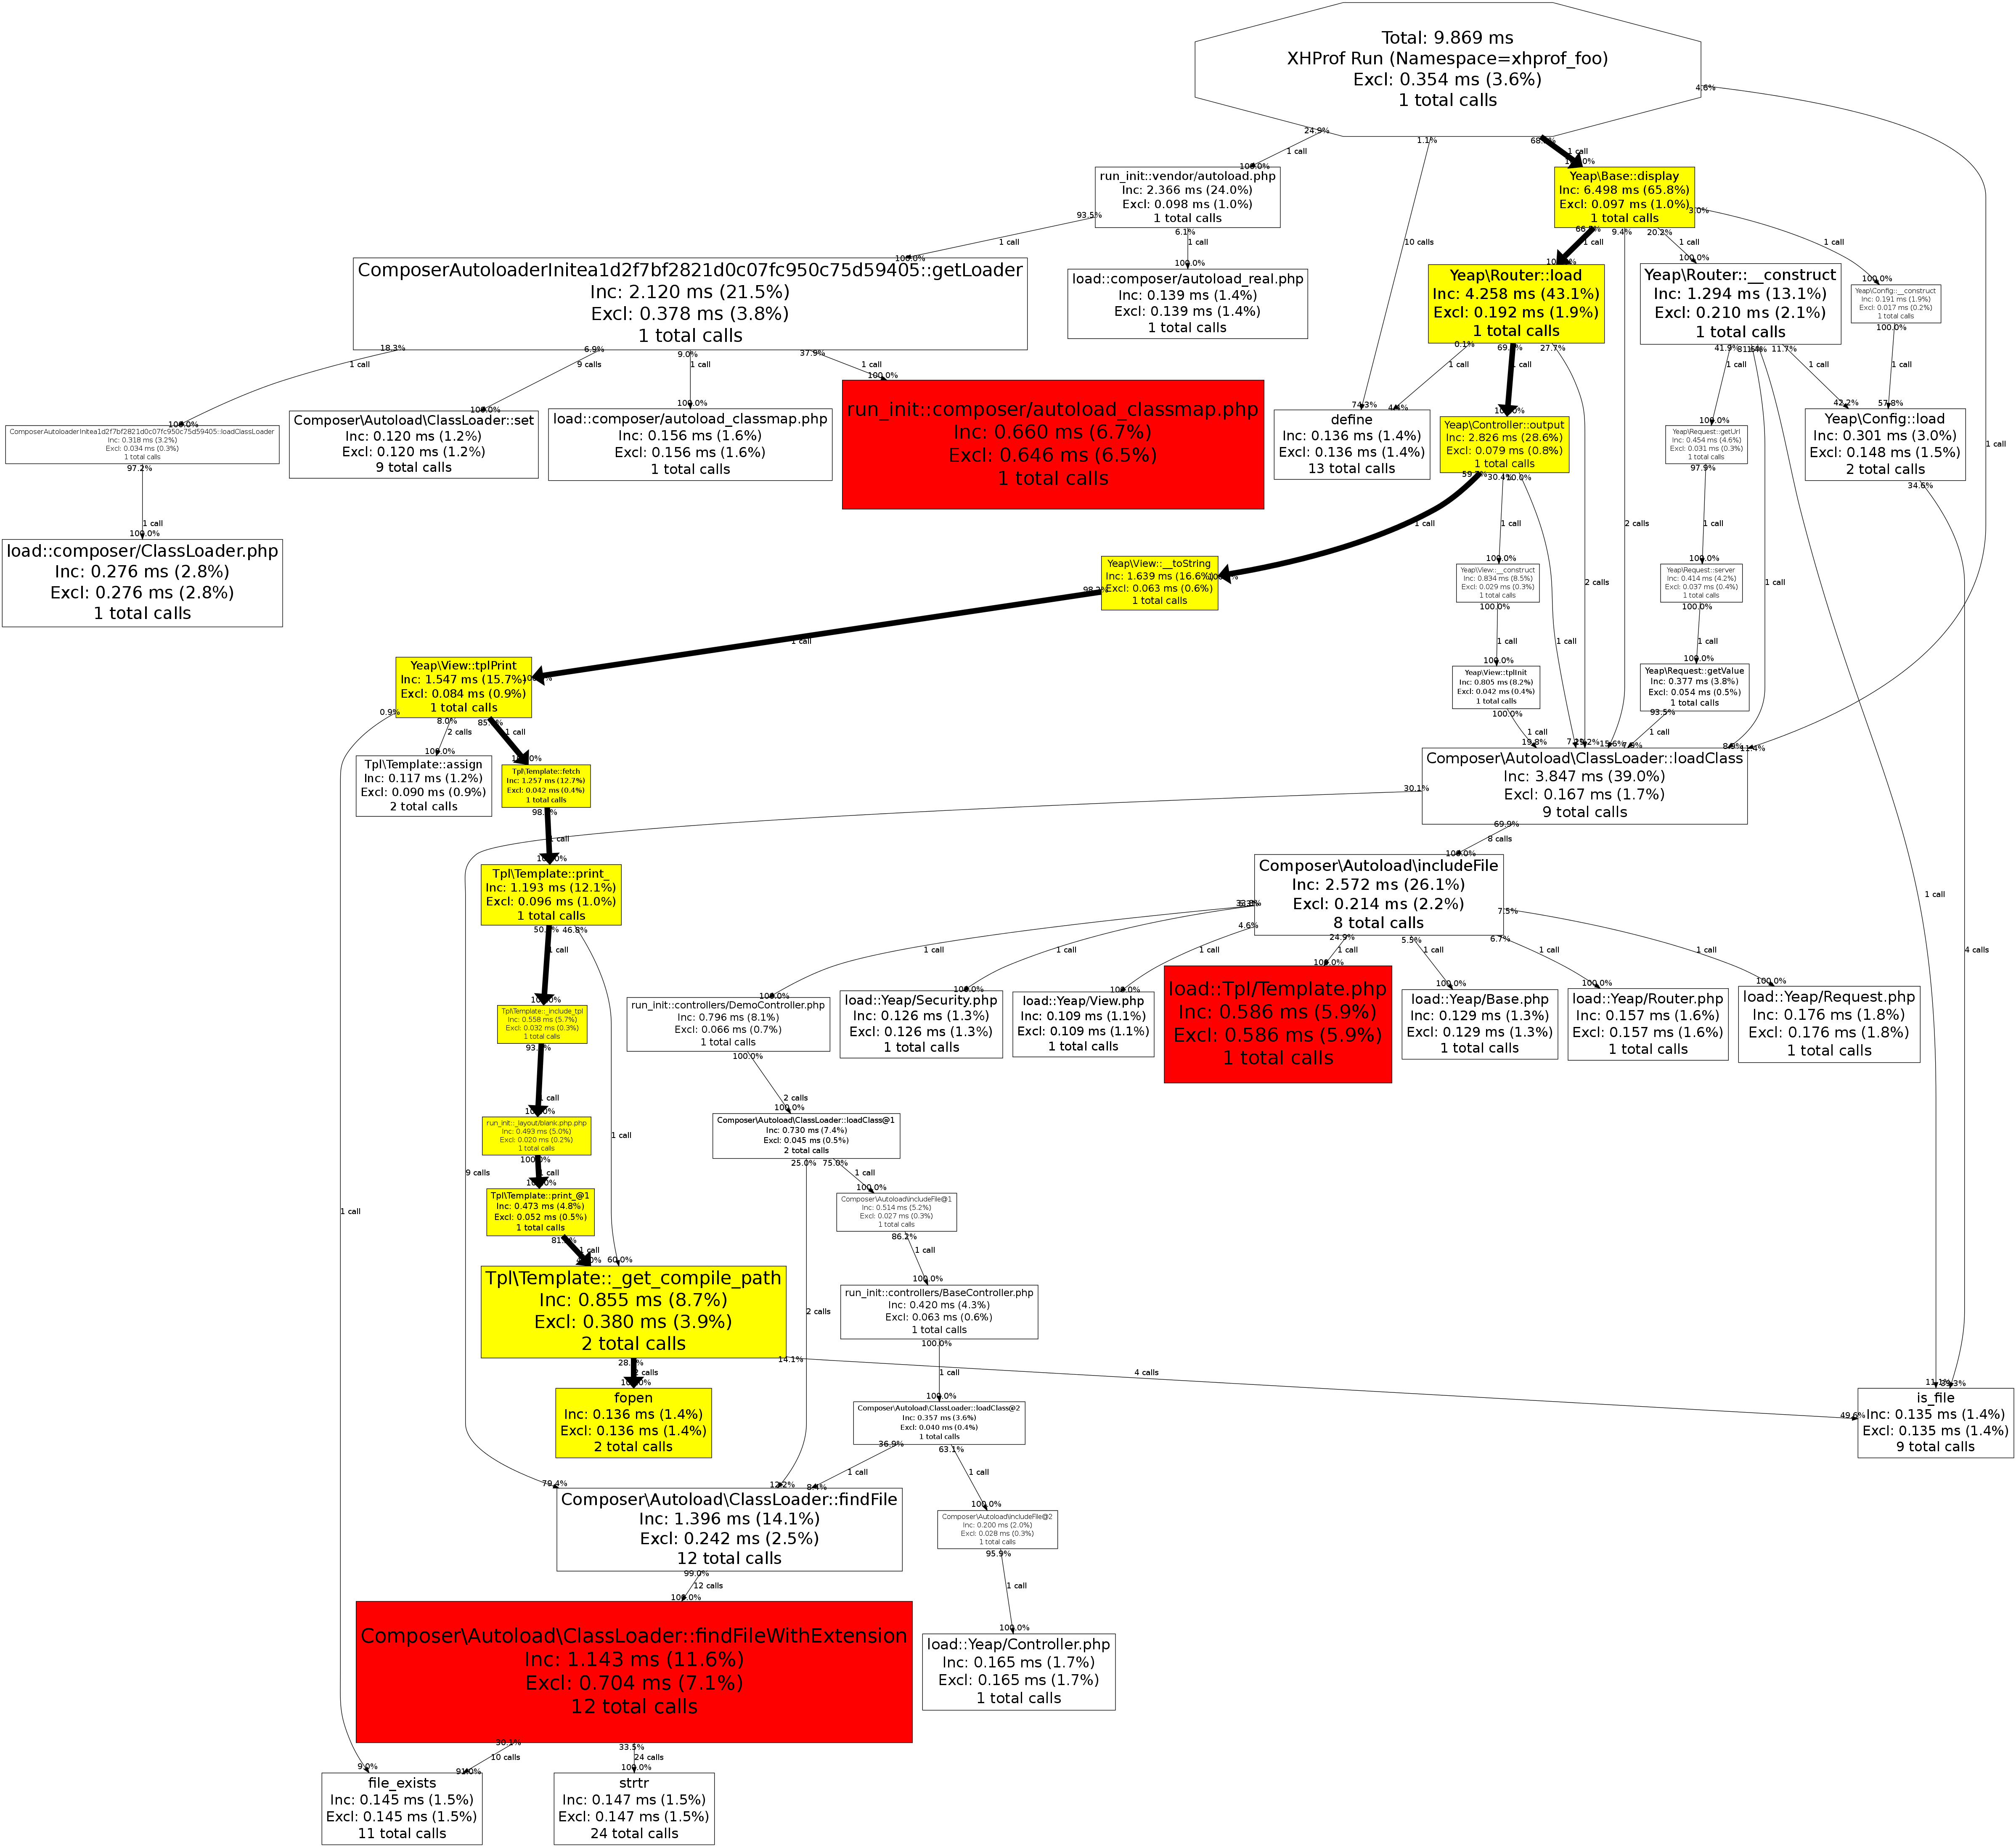 Total: 9.869 ms
XHProf Run (Namespace=xhprof_foo)
Excl: 0.354 ms (3.6%)
1 total calls
24.9%
1.1%
4.6%
1 call
1 call
10 calls
1 call
100.0%
run_init::vendor/autoload.php
Inc: 2.366 ms (24.0%)
Excl: 0.098 ms (1.0%)
1 total calls
93.5%
6.1%
1 call
1 call
Yeap\Base::display
Inc: 6.498 ms (65.8%)
Excl: 0.097 ms (1.0%)
1 total calls
9.4%
20.2%
3.0%
1 call
1 call
1 call
2 calls
100.0%
ComposerAutoloaderInitea1d2f7bf2821d0c07fc950c75d59405::getLoader
Inc: 2.120 ms (21.5%)
Excl: 0.378 ms (3.8%)
1 total calls
18.3%
6.9%
9.0%
37.9%
1 call
9 calls
1 call
1 call
100.0%
load::composer/autoload_real.php
Inc: 0.139 ms (1.4%)
Excl: 0.139 ms (1.4%)
1 total calls
Yeap\Router::load
Inc: 4.258 ms (43.1%)
Excl: 0.192 ms (1.9%)
1 total calls
0.1%
27.7%
1 call
1 call
2 calls
100.0%
Yeap\Router::__construct
Inc: 1.294 ms (13.1%)
Excl: 0.210 ms (2.1%)
1 total calls
41.9%
11.7%
1 call
1 call
1 call
1 call
100.0%
Yeap\Config::__construct
Inc: 0.191 ms (1.9%)
Excl: 0.017 ms (0.2%)
1 total calls
100.0%
1 call
100.0%
ComposerAutoloaderInitea1d2f7bf2821d0c07fc950c75d59405::loadClassLoader
Inc: 0.318 ms (3.2%)
Excl: 0.034 ms (0.3%)
1 total calls
97.2%
1 call
100.0%
Composer\Autoload\ClassLoader::set
Inc: 0.120 ms (1.2%)
Excl: 0.120 ms (1.2%)
9 total calls
100.0%
load::composer/autoload_classmap.php
Inc: 0.156 ms (1.6%)
Excl: 0.156 ms (1.6%)
1 total calls
100.0%
run_init::composer/autoload_classmap.php
Inc: 0.660 ms (6.7%)
Excl: 0.646 ms (6.5%)
1 total calls
74.3%
4.4%
define
Inc: 0.136 ms (1.4%)
Excl: 0.136 ms (1.4%)
13 total calls
Yeap\Controller::output
Inc: 2.826 ms (28.6%)
Excl: 0.079 ms (0.8%)
1 total calls
30.4%
10.0%
1 call
1 call
1 call
100.0%
Yeap\Request::getUrl
Inc: 0.454 ms (4.6%)
Excl: 0.031 ms (0.3%)
1 total calls
97.9%
1 call
42.2%
57.8%
Yeap\Config::load
Inc: 0.301 ms (3.0%)
Excl: 0.148 ms (1.5%)
2 total calls
34.6%
4 calls
100.0%
load::composer/ClassLoader.php
Inc: 0.276 ms (2.8%)
Excl: 0.276 ms (2.8%)
1 total calls
Yeap\View::__toString
Inc: 1.639 ms (16.6%)
Excl: 0.063 ms (0.6%)
1 total calls
1 call
100.0%
Yeap\View::__construct
Inc: 0.834 ms (8.5%)
Excl: 0.029 ms (0.3%)
1 total calls
100.0%
1 call
100.0%
Yeap\Request::server
Inc: 0.414 ms (4.2%)
Excl: 0.037 ms (0.4%)
1 total calls
100.0%
1 call
Yeap\View::tplPrint
Inc: 1.547 ms (15.7%)
Excl: 0.084 ms (0.9%)
1 total calls
0.9%
8.0%
1 call
2 calls
1 call
100.0%
Yeap\View::tplInit
Inc: 0.805 ms (8.2%)
Excl: 0.042 ms (0.4%)
1 total calls
100.0%
1 call
100.0%
Yeap\Request::getValue
Inc: 0.377 ms (3.8%)
Excl: 0.054 ms (0.5%)
1 total calls
93.5%
1 call
100.0%
Tpl\Template::assign
Inc: 0.117 ms (1.2%)
Excl: 0.090 ms (0.9%)
2 total calls
Tpl\Template::fetch
Inc: 1.257 ms (12.7%)
Excl: 0.042 ms (0.4%)
1 total calls
1 call
19.8%
15.6%
7.9%
8.9%
11.4%
Composer\Autoload\ClassLoader::loadClass
Inc: 3.847 ms (39.0%)
Excl: 0.167 ms (1.7%)
9 total calls
30.1%
69.9%
9 calls
8 calls
Tpl\Template::print_
Inc: 1.193 ms (12.1%)
Excl: 0.096 ms (1.0%)
1 total calls
46.8%
1 call
1 call
100.0%
Composer\Autoload\includeFile
Inc: 2.572 ms (26.1%)
Excl: 0.214 ms (2.2%)
8 total calls
4.6%
24.9%
5.5%
6.7%
7.5%
1 call
1 call
1 call
1 call
1 call
1 call
1 call
Tpl\Template::_include_tpl
Inc: 0.558 ms (5.7%)
Excl: 0.032 ms (0.3%)
1 total calls
1 call
100.0%
run_init::controllers/DemoController.php
Inc: 0.796 ms (8.1%)
Excl: 0.066 ms (0.7%)
1 total calls
100.0%
2 calls
100.0%
load::Yeap/Security.php
Inc: 0.126 ms (1.3%)
Excl: 0.126 ms (1.3%)
1 total calls
100.0%
load::Yeap/View.php
Inc: 0.109 ms (1.1%)
Excl: 0.109 ms (1.1%)
1 total calls
100.0%
load::Tpl/Template.php
Inc: 0.586 ms (5.9%)
Excl: 0.586 ms (5.9%)
1 total calls
100.0%
load::Yeap/Base.php
Inc: 0.129 ms (1.3%)
Excl: 0.129 ms (1.3%)
1 total calls
100.0%
load::Yeap/Router.php
Inc: 0.157 ms (1.6%)
Excl: 0.157 ms (1.6%)
1 total calls
100.0%
load::Yeap/Request.php
Inc: 0.176 ms (1.8%)
Excl: 0.176 ms (1.8%)
1 total calls
run_init::_layout/blank.php.php
Inc: 0.493 ms (5.0%)
Excl: 0.020 ms (0.2%)
1 total calls
100.0%
1 call
100.0%
Composer\Autoload\ClassLoader::loadClass@1
Inc: 0.730 ms (7.4%)
Excl: 0.045 ms (0.5%)
2 total calls
25.0%
75.0%
2 calls
1 call
Tpl\Template::print_@1
Inc: 0.473 ms (4.8%)
Excl: 0.052 ms (0.5%)
1 total calls
1 call
100.0%
Composer\Autoload\includeFile@1
Inc: 0.514 ms (5.2%)
Excl: 0.027 ms (0.3%)
1 total calls
86.2%
1 call
60.0%
Tpl\Template::_get_compile_path
Inc: 0.855 ms (8.7%)
Excl: 0.380 ms (3.9%)
2 total calls
14.1%
2 calls
4 calls
100.0%
run_init::controllers/BaseController.php
Inc: 0.420 ms (4.3%)
Excl: 0.063 ms (0.6%)
1 total calls
100.0%
1 call
fopen
Inc: 0.136 ms (1.4%)
Excl: 0.136 ms (1.4%)
2 total calls
100.0%
Composer\Autoload\ClassLoader::loadClass@2
Inc: 0.357 ms (3.6%)
Excl: 0.040 ms (0.4%)
1 total calls
36.9%
63.1%
1 call
1 call
49.6%
is_file
Inc: 0.135 ms (1.4%)
Excl: 0.135 ms (1.4%)
9 total calls
79.4%
12.2%
8.4%
Composer\Autoload\ClassLoader::findFile
Inc: 1.396 ms (14.1%)
Excl: 0.242 ms (2.5%)
12 total calls
99.0%
12 calls
100.0%
Composer\Autoload\includeFile@2
Inc: 0.200 ms (2.0%)
Excl: 0.028 ms (0.3%)
1 total calls
95.9%
1 call
100.0%
Composer\Autoload\ClassLoader::findFileWithExtension
Inc: 1.143 ms (11.6%)
Excl: 0.704 ms (7.1%)
12 total calls
33.5%
10 calls
24 calls
100.0%
load::Yeap/Controller.php
Inc: 0.165 ms (1.7%)
Excl: 0.165 ms (1.7%)
1 total calls
9.0%
91.0%
file_exists
Inc: 0.145 ms (1.5%)
Excl: 0.145 ms (1.5%)
11 total calls
100.0%
strtr
Inc: 0.147 ms (1.5%)
Excl: 0.147 ms (1.5%)
24 total calls